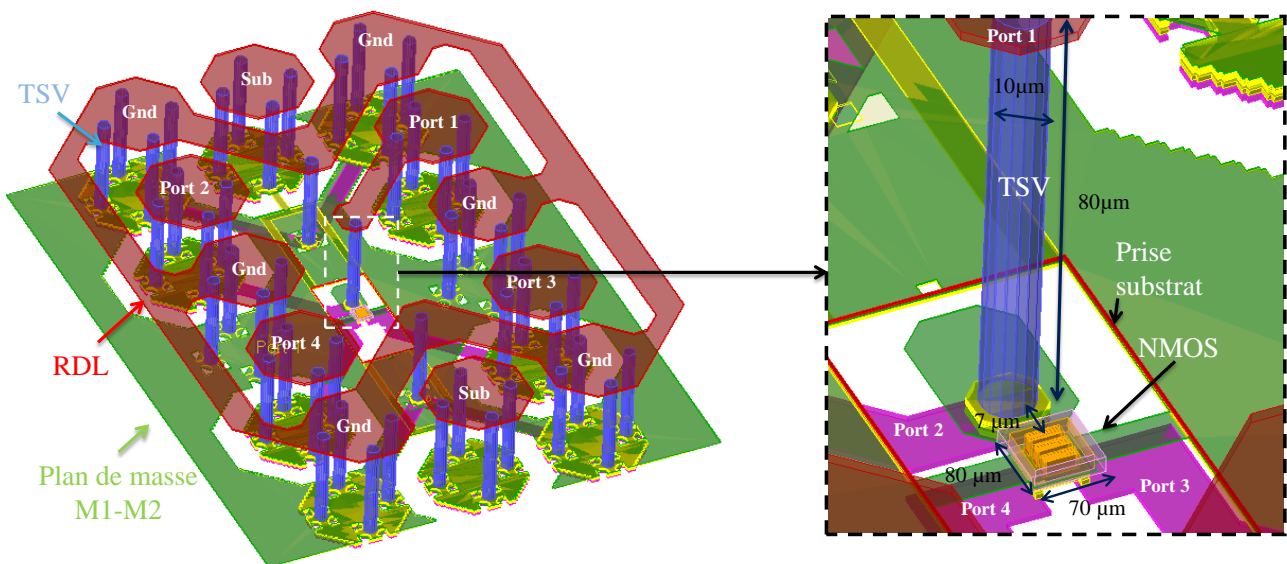 Gnd
Sub
TSV
Gnd
Port 1
Port 2
Gnd
Gnd
Port 3
Port 4
Gnd
RDL
Sub
Gnd
Plan de masse
M1-M2
Port 1
10µm
TSV
80µm
Prise
substrat
NMOS
7 µm
Port 2
80 µm
Port 3
Port 4
70 µm